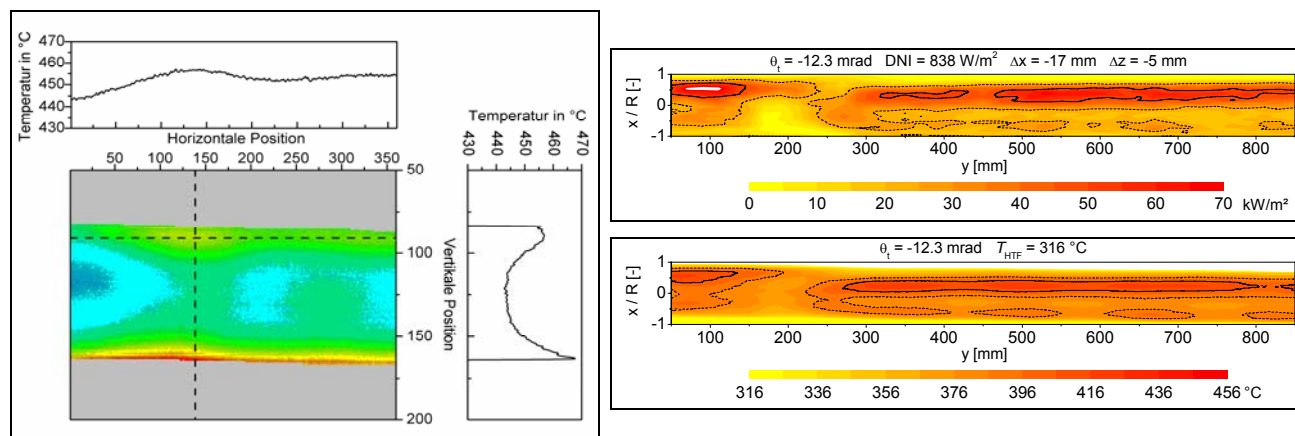 Temperatur in °C
470
460
450
440
430
Horizontale Position
50 100 150 200 250 300 350
50
100
150
200
Vertikale Position
Temperatur in °C
430 440 450 460 470
θt = -12.3 mrad DNI = 838 W/m² Δx = -17 mm Δz = -5 mm
x / R [-]
1
0
-1
100 200 300 400 500 600 700 800
y [mm]
0 10 20 30 40 50 60 70 kW/m²
θt = -12.3 mrad THTF = 316 °C
x / R [-]
1
0
-1
100 200 300 400 500 600 700 800
y [mm]
316 336 356 376 396 416 436 456 °C